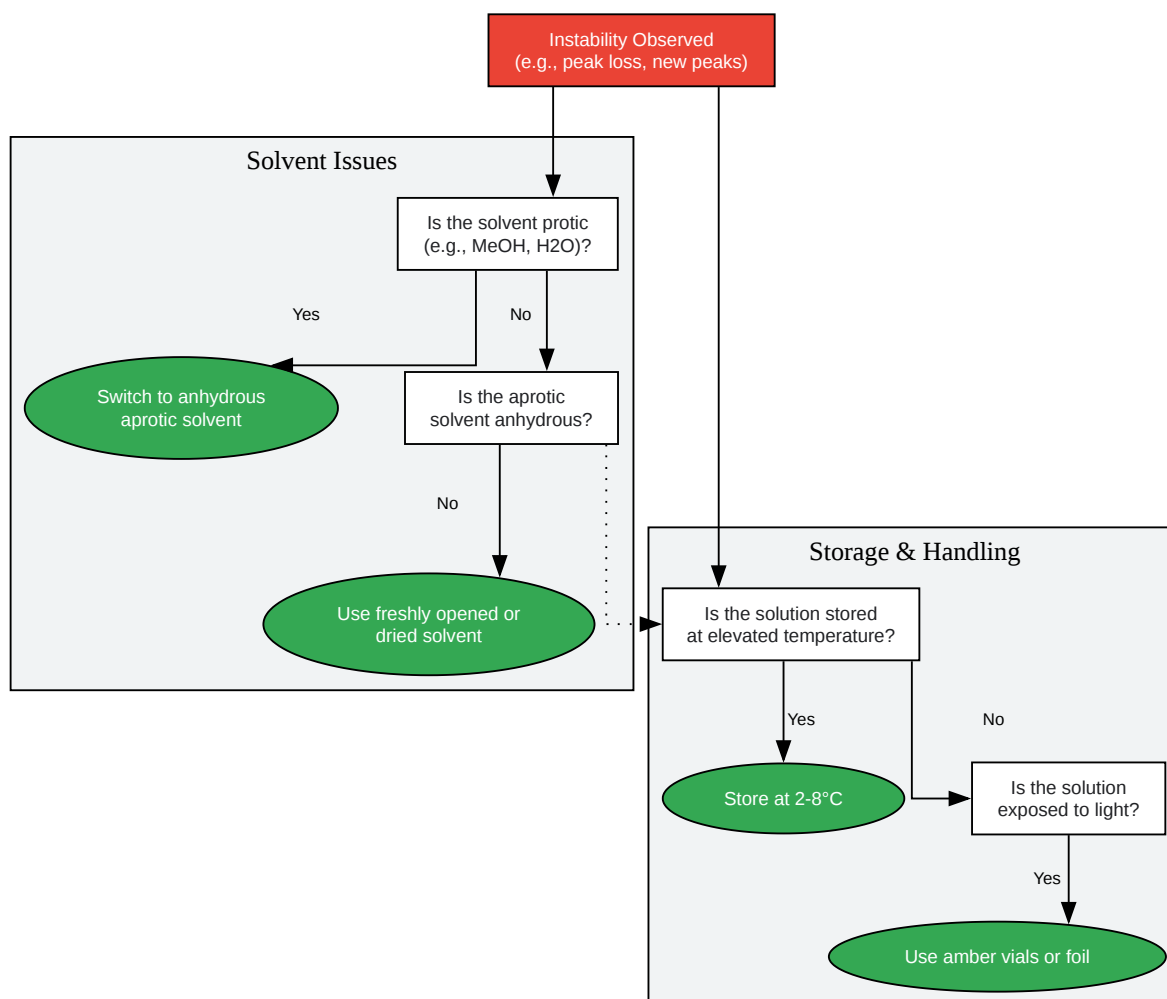 Instability Observed
(e.g., peak loss, new peaks)
Solvent Issues
Is the solvent protic
(e.g., MeOH, H2O)?
Yes
No
Switch to anhydrous
aprotic solvent
Is the aprotic
solvent anhydrous?
No
Use freshly opened or
dried solvent
Storage & Handling
Is the solution stored
at elevated temperature?
Yes
No
Store at 2-8°C
Is the solution
exposed to light?
Yes
Use amber vials or foil